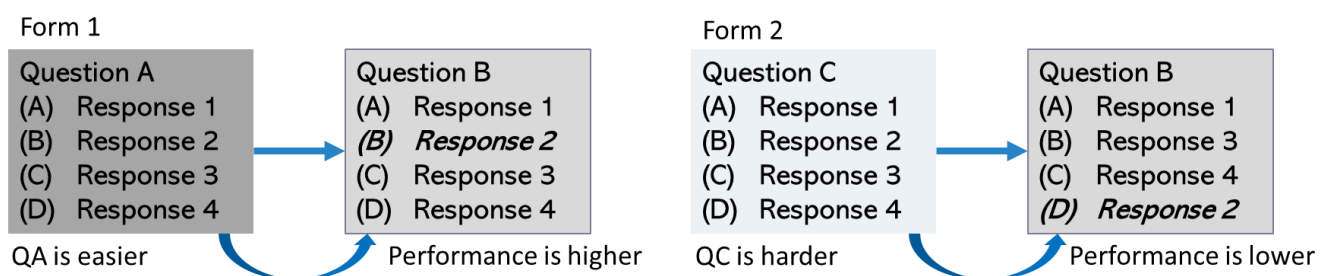 Form 1
Question A
(A) Response 1
(B) Response 2
(C) Response 3
(D) Response 4
QA is easier
Question B
(A) Response 1
(B) Response 2
(C) Response 3
(D) Response 4
Performance is higher
Form 2
Question C
(A) Response 1
(B) Response 2
(C) Response 3
(D) Response 4
QC is harder
Question B
(A) Response 1
(B) Response 3
(C) Response 4
(D) Response 2
Performance is lower